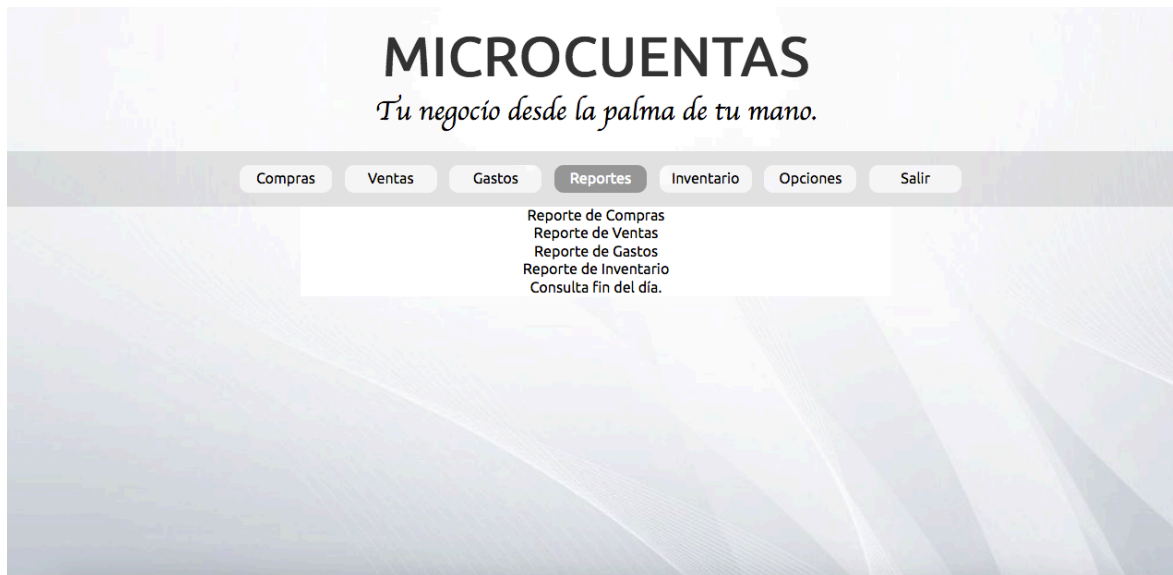 MICROCUENTAS
Tu negocio desde la palma de tu mano.
Compras Ventas Gastos Reportes Inventario Opciones Salir
Reporte de Compras
Reporte de Ventas
Reporte de Gastos
Reporte de Inventario
Consulta fin del día.